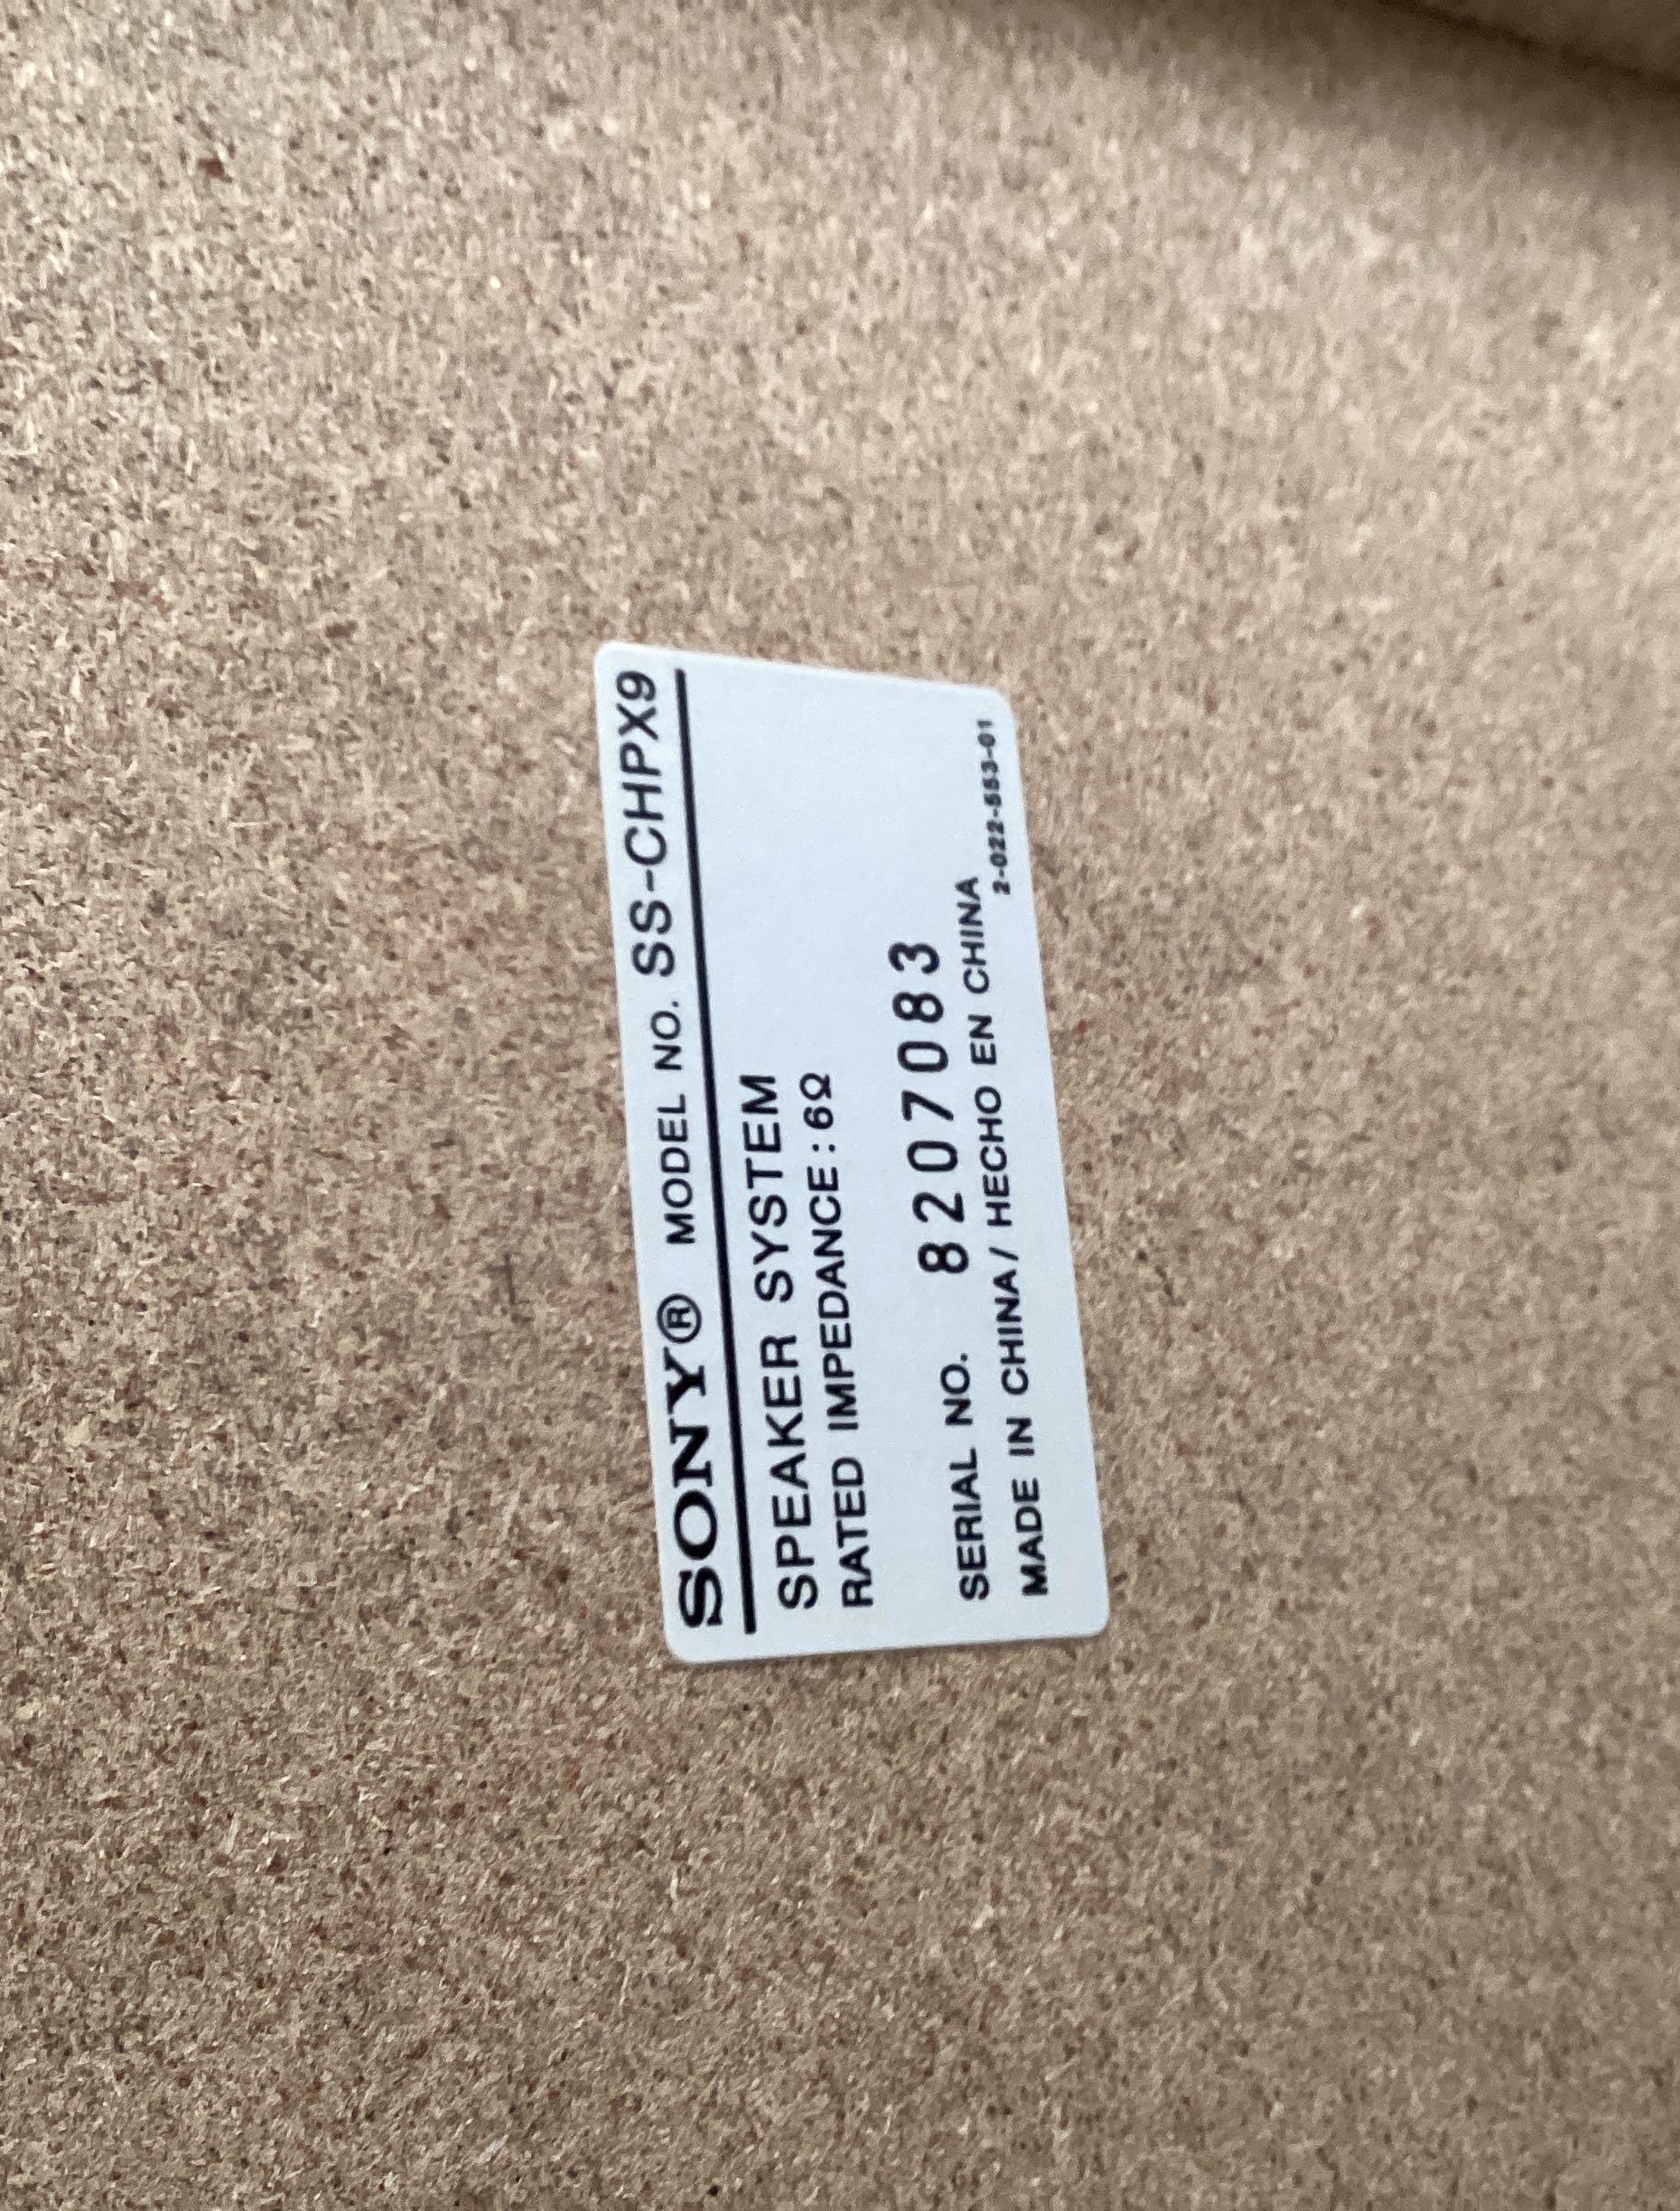 SONY® MODEL NO. SS-CHPX9
SPEAKER SYSTEM
RATED IMPEDANCE : 6Ω
SERIAL NO. 8207083
MADE IN CHINA / HECHO EN CHINA
2-022-553-01